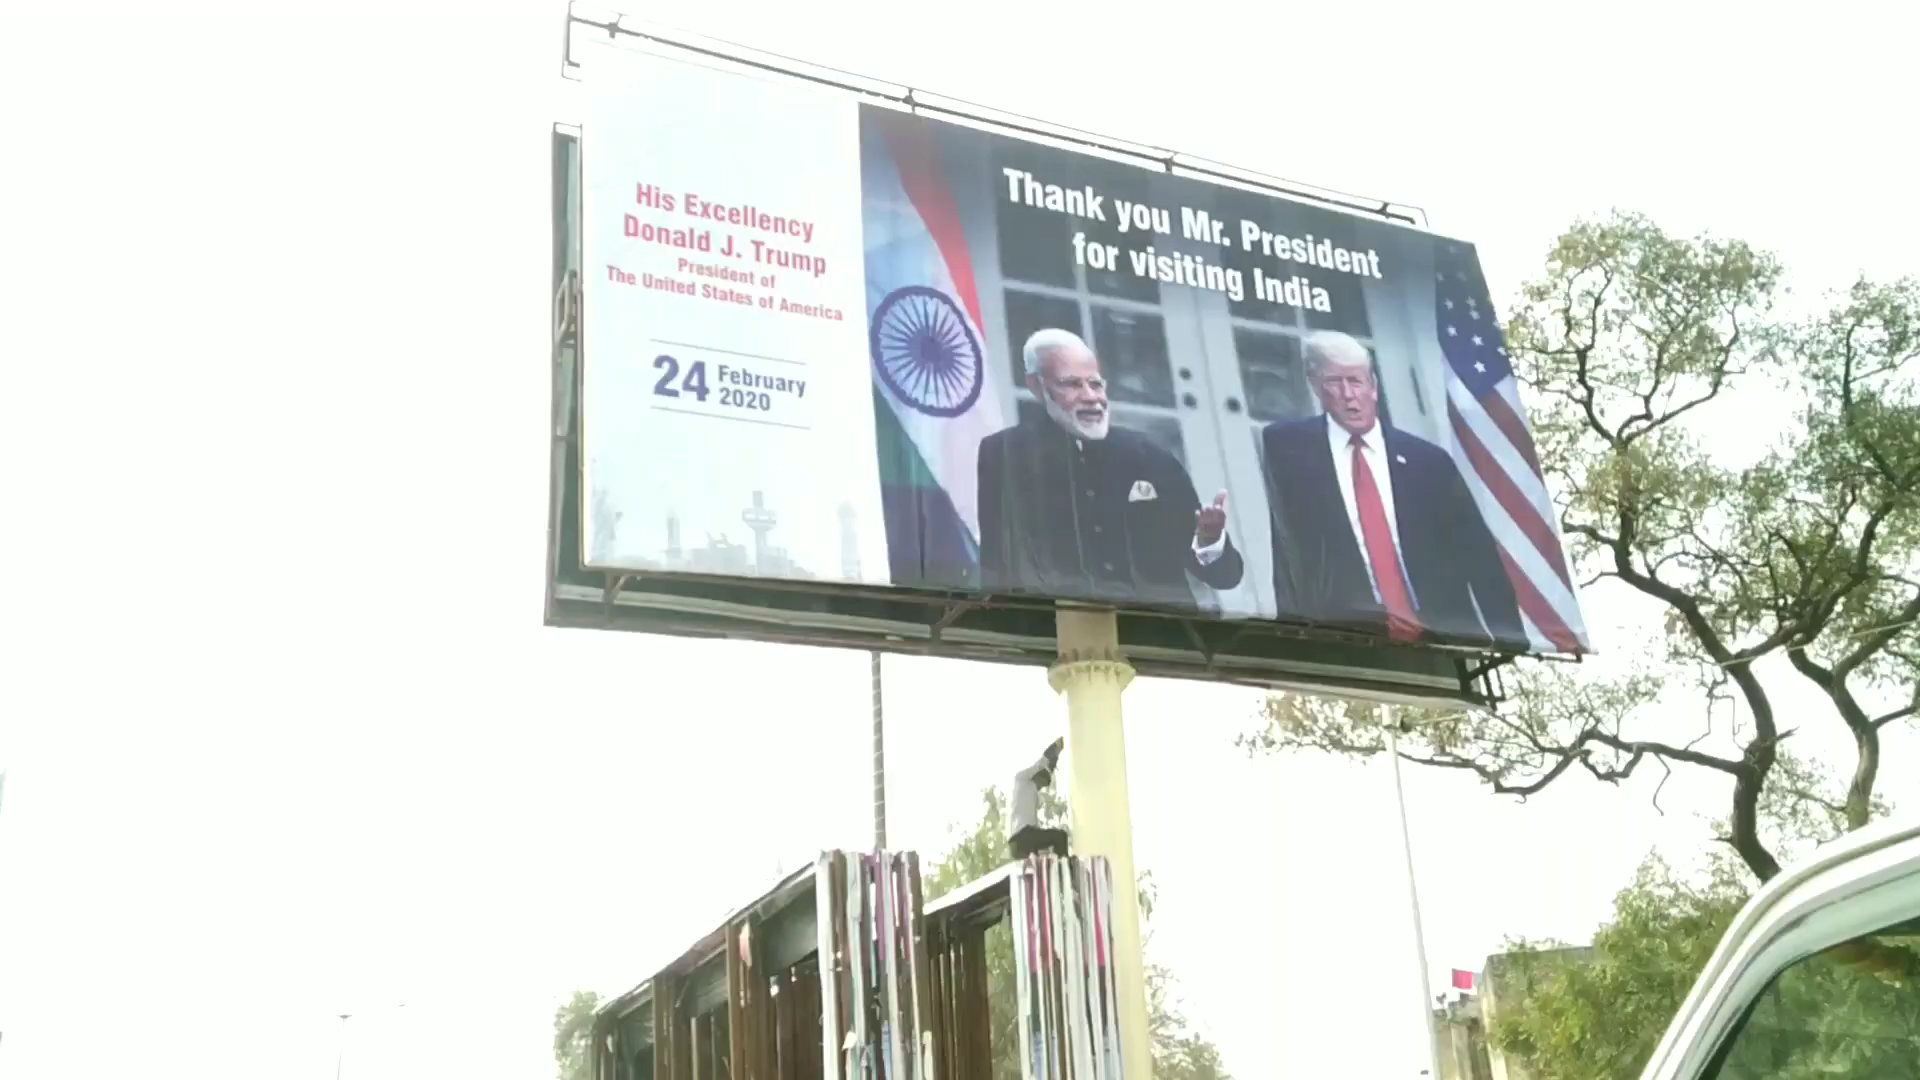 His Excellency
Donald J. Trump
President of
The United States of America
24 February
2020
Thank you Mr. President
for visiting India